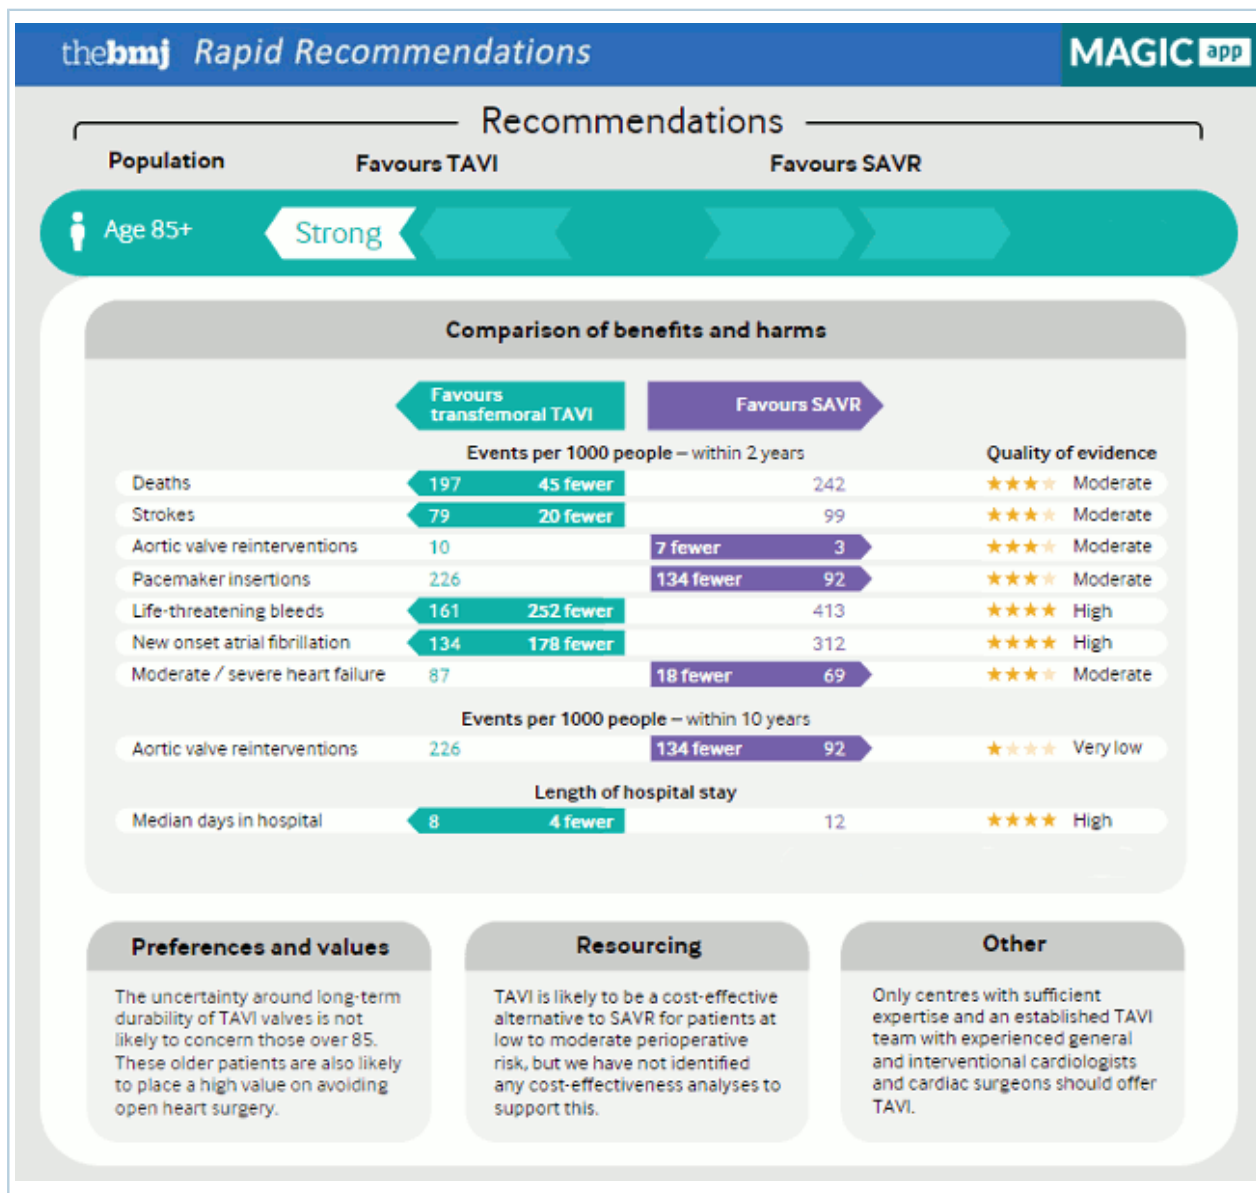 thebmj Rapid Recommendations
MAGIC app
Recommendations
Population Favours TAVI Favours SAVR
Age 85+ Strong
Comparison of benefits and harms
Favours
transfemoral TAVI
Favours SAVR
Events per 1000 people – within 2 years Quality of evidence
Deaths 197 45 fewer 242 Moderate
Strokes 79 20 fewer 99 Moderate
Aortic valve reinterventions 10 7 fewer 3 Moderate
Pacemaker insertions 226 134 fewer 92 Moderate
Life-threatening bleeds 161 252 fewer 413 High
New onset atrial fibrillation 134 178 fewer 312 High
Moderate / severe heart failure 87 18 fewer 69 Moderate
Events per 1000 people – within 10 years
Aortic valve reinterventions 226 134 fewer 92 Very low
Length of hospital stay
Median days in hospital 8 4 fewer 12 High
Preferences and values
The uncertainty around long-term
durability of TAVI valves is not
likely to concern those over 85.
These older patients are also likely
to place a high value on avoiding
open heart surgery.
Resourcing
TAVI is likely to be a cost-effective
alternative to SAVR for patients at
low to moderate perioperative
risk, but we have not identified
any cost-effectiveness analyses to
support this.
Other
Only centres with sufficient
expertise and an established TAVI
team with experienced general
and interventional cardiologists
and cardiac surgeons should offer
TAVI.